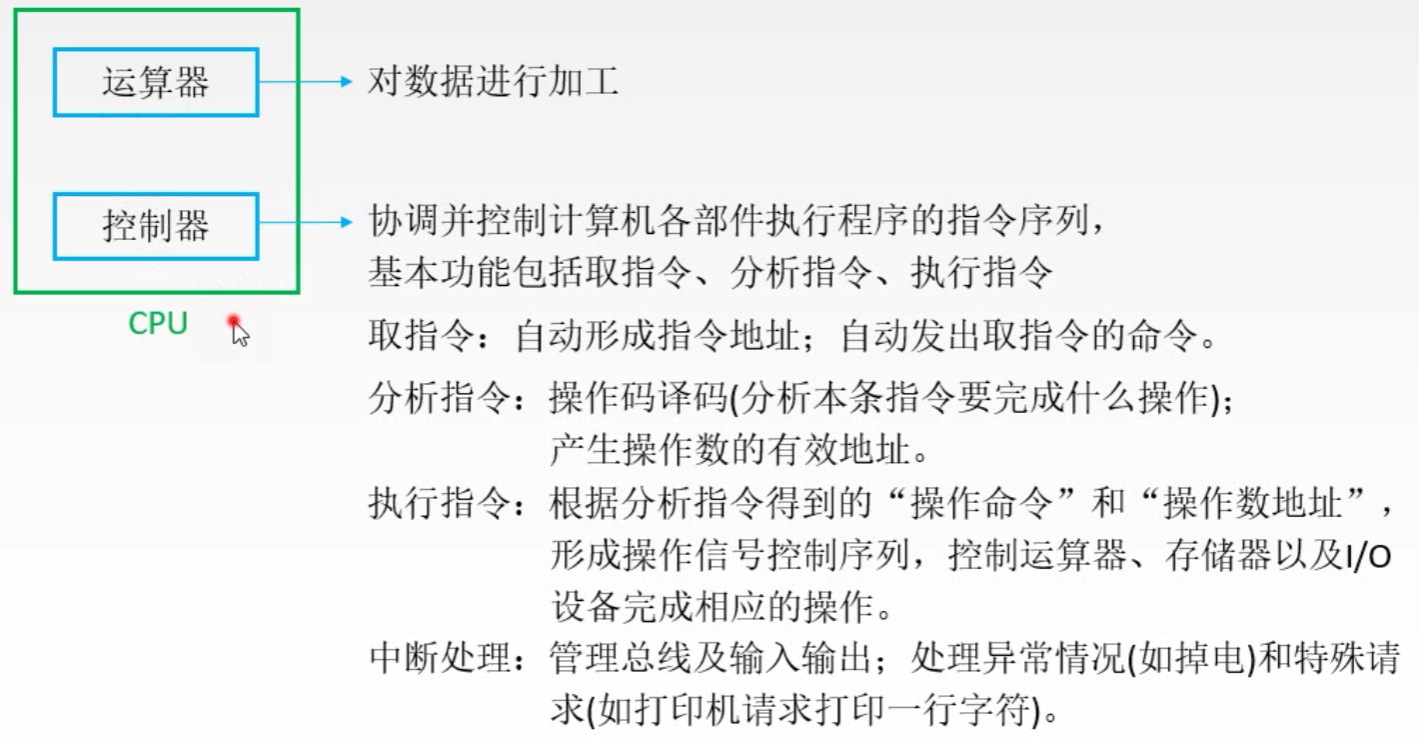 运算器
对数据进行加工
控制器
协调并控制计算机各部件执行程序的指令序列，
基本功能包括取指令、分析指令、执行指令
CPU
取指令：自动形成指令地址；自动发出取指令的命令。
分析指令：操作码译码(分析本条指令要完成什么操作)；
产生操作数的有效地址。
执行指令：根据分析指令得到的“操作命令”和“操作数地址”，
形成操作信号控制序列，控制运算器、存储器以及I/O
设备完成相应的操作。
中断处理：管理总线及输入输出；处理异常情况(如掉电)和特殊请
求(如打印机请求打印一行字符)。